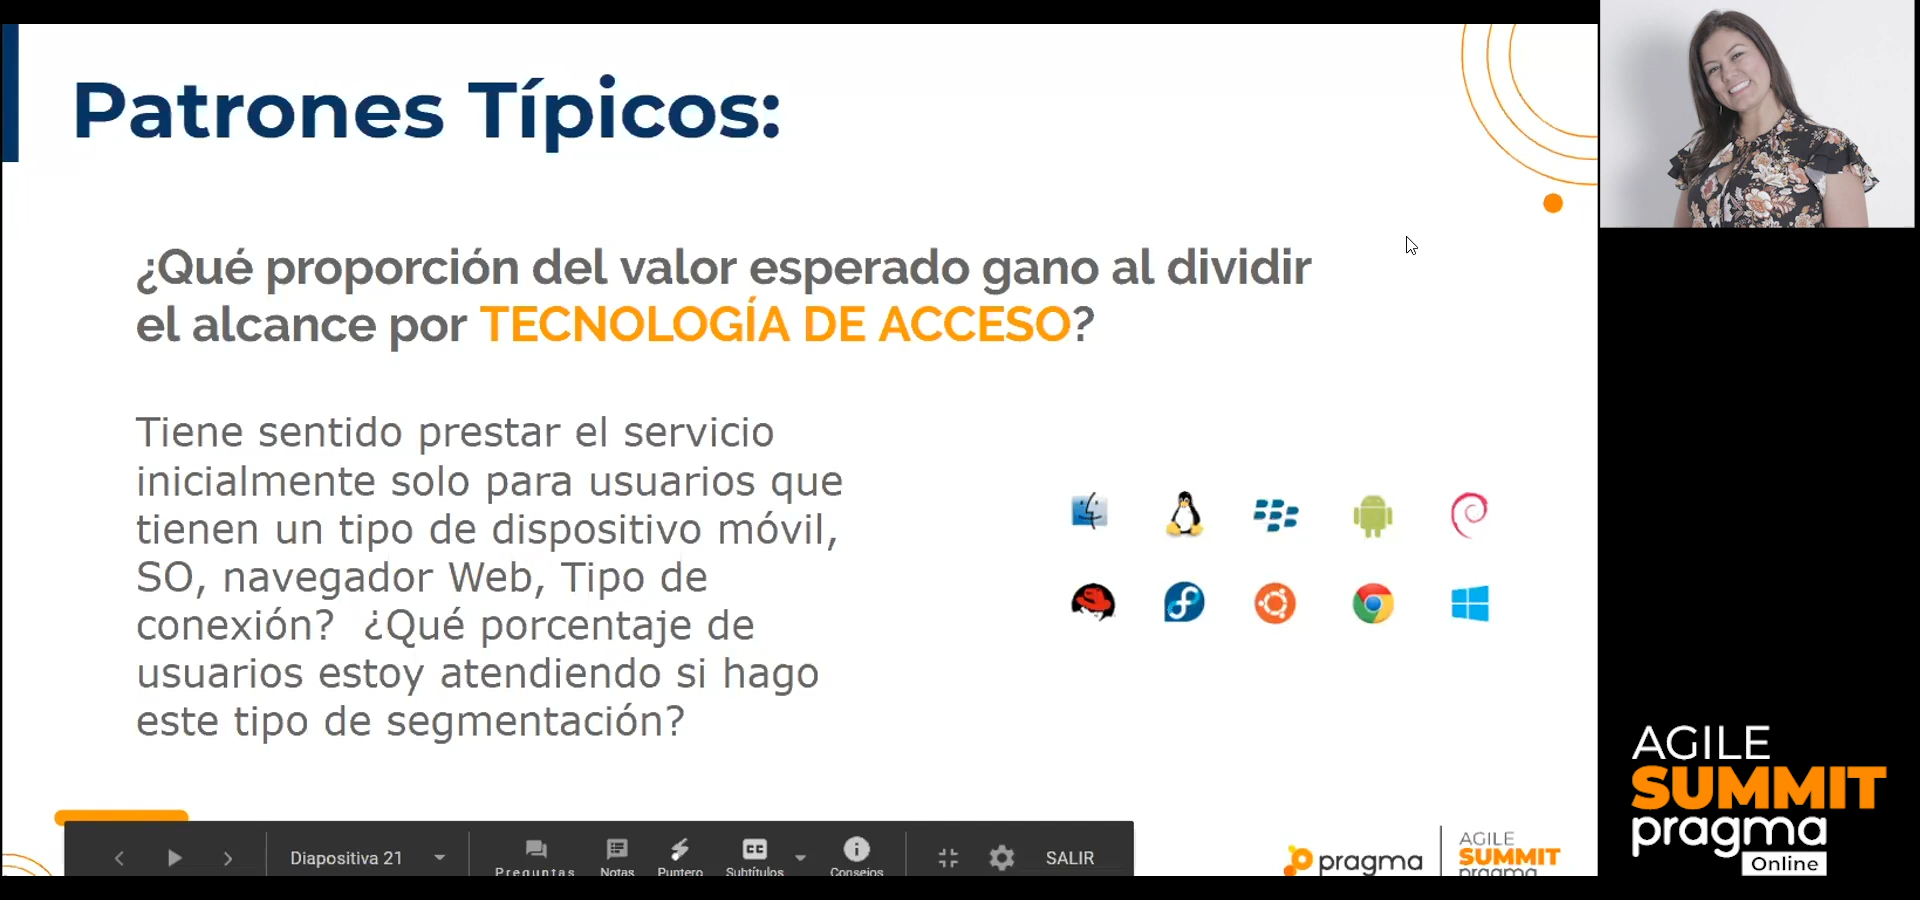 Patrones Típicos:
¿Qué proporción del valor esperado gano al dividir
el alcance por TECNOLOGÍA DE ACCESO?
Tiene sentido prestar el servicio
inicialmente solo para usuarios que
tienen un tipo de dispositivo móvil,
SO, navegador Web, Tipo de
conexión?  ¿Qué porcentaje de
usuarios estoy atendiendo si hago
este tipo de segmentación?
Diapositiva 21
Preguntas
Notas
Puntero
CC
Subtítulos
Consejos
SALIR
pragma
AGILE
SUMMIT
pragma
AGILE
SUMMIT
pragma
Online